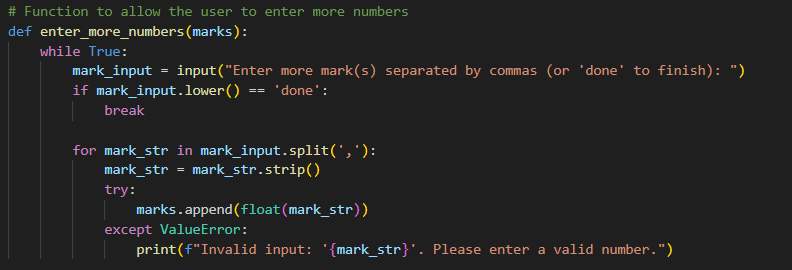 # Function to allow the user to enter more numbers
def enter_more_numbers(marks):
    while True:
        mark_input = input("Enter more mark(s) separated by commas (or 'done' to finish): ")
        if mark_input.lower() == 'done':
            break

        for mark_str in mark_input.split(','):
            mark_str = mark_str.strip()
            try:
                marks.append(float(mark_str))
            except ValueError:
                print(f"Invalid input: '{mark_str}'. Please enter a valid number.")